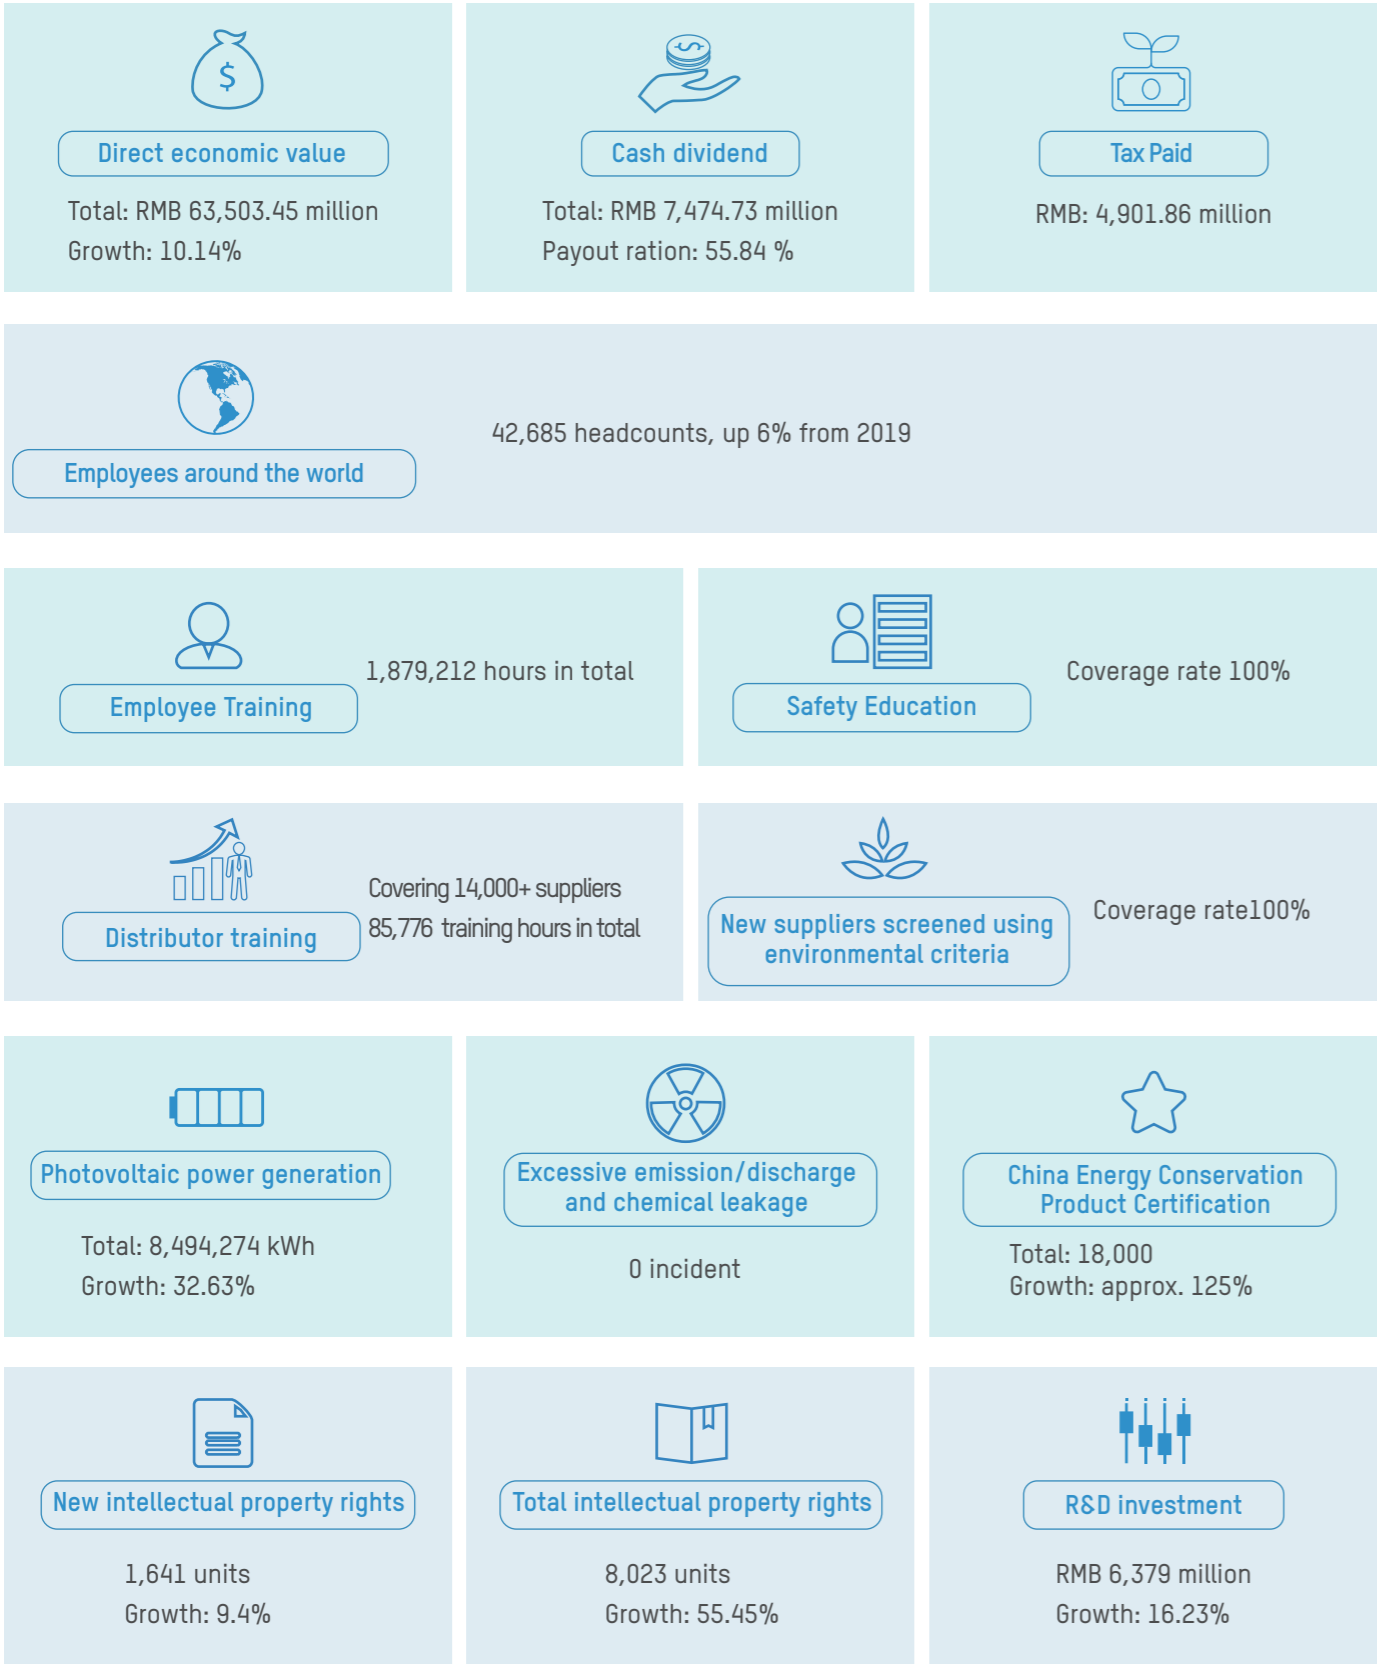 $
$
Direct economic value
Cash dividend
Tax Paid
Total: RMB 63,503.45 million
Growth: 10.14%
Total: RMB 7,474.73 million
Payout ration: 55.84 %
RMB: 4,901.86 million
Employees around the world
42,685 headcounts, up 6% from 2019
Employee Training
1,879,212 hours in total
Safety Education
Coverage rate 100%
Distributor training
Covering 14,000+ suppliers
85,776 training hours in total
New suppliers screened using
environmental criteria
Coverage rate100%
Photovoltaic power generation
Total: 8,494,274 kWh
Growth: 32.63%
Excessive emission/discharge
and chemical leakage
0 incident
China Energy Conservation
Product Certification
Total: 18,000
Growth: approx. 125%
New intellectual property rights
1,641 units
Growth: 9.4%
Total intellectual property rights
8,023 units
Growth: 55.45%
R&D investment
RMB 6,379 million
Growth: 16.23%